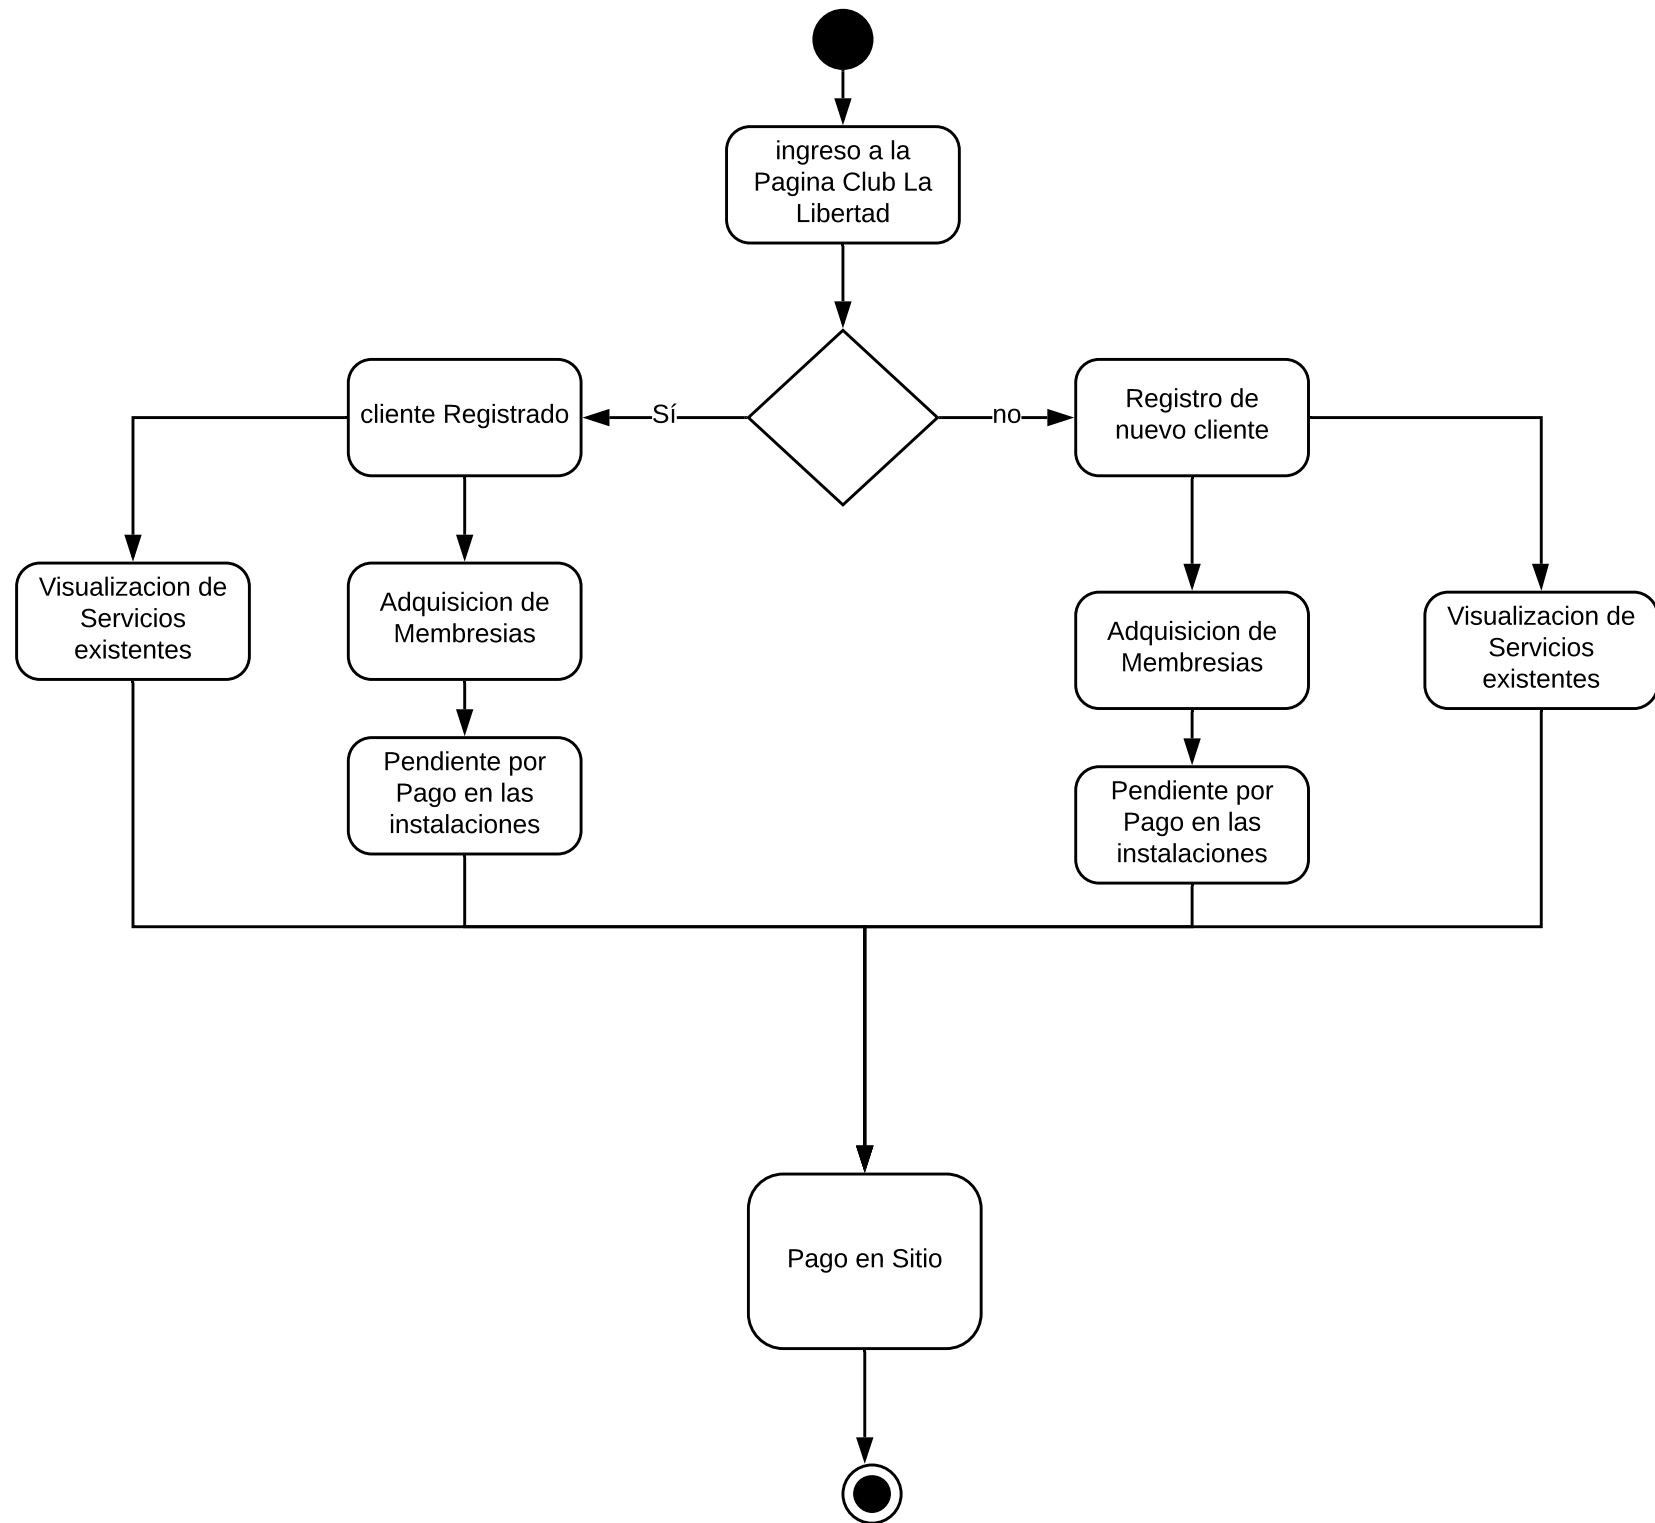 ingreso a la
Pagina Club La
Libertad
cliente Registrado
Sí
no
Registro de
nuevo cliente
Visualizacion de
Servicios
existentes
Adquisicion de
Membresias
Adquisicion de
Membresias
Visualizacion de
Servicios
existentes
Pendiente por
Pago en las
instalaciones
Pendiente por
Pago en las
instalaciones
Pago en Sitio